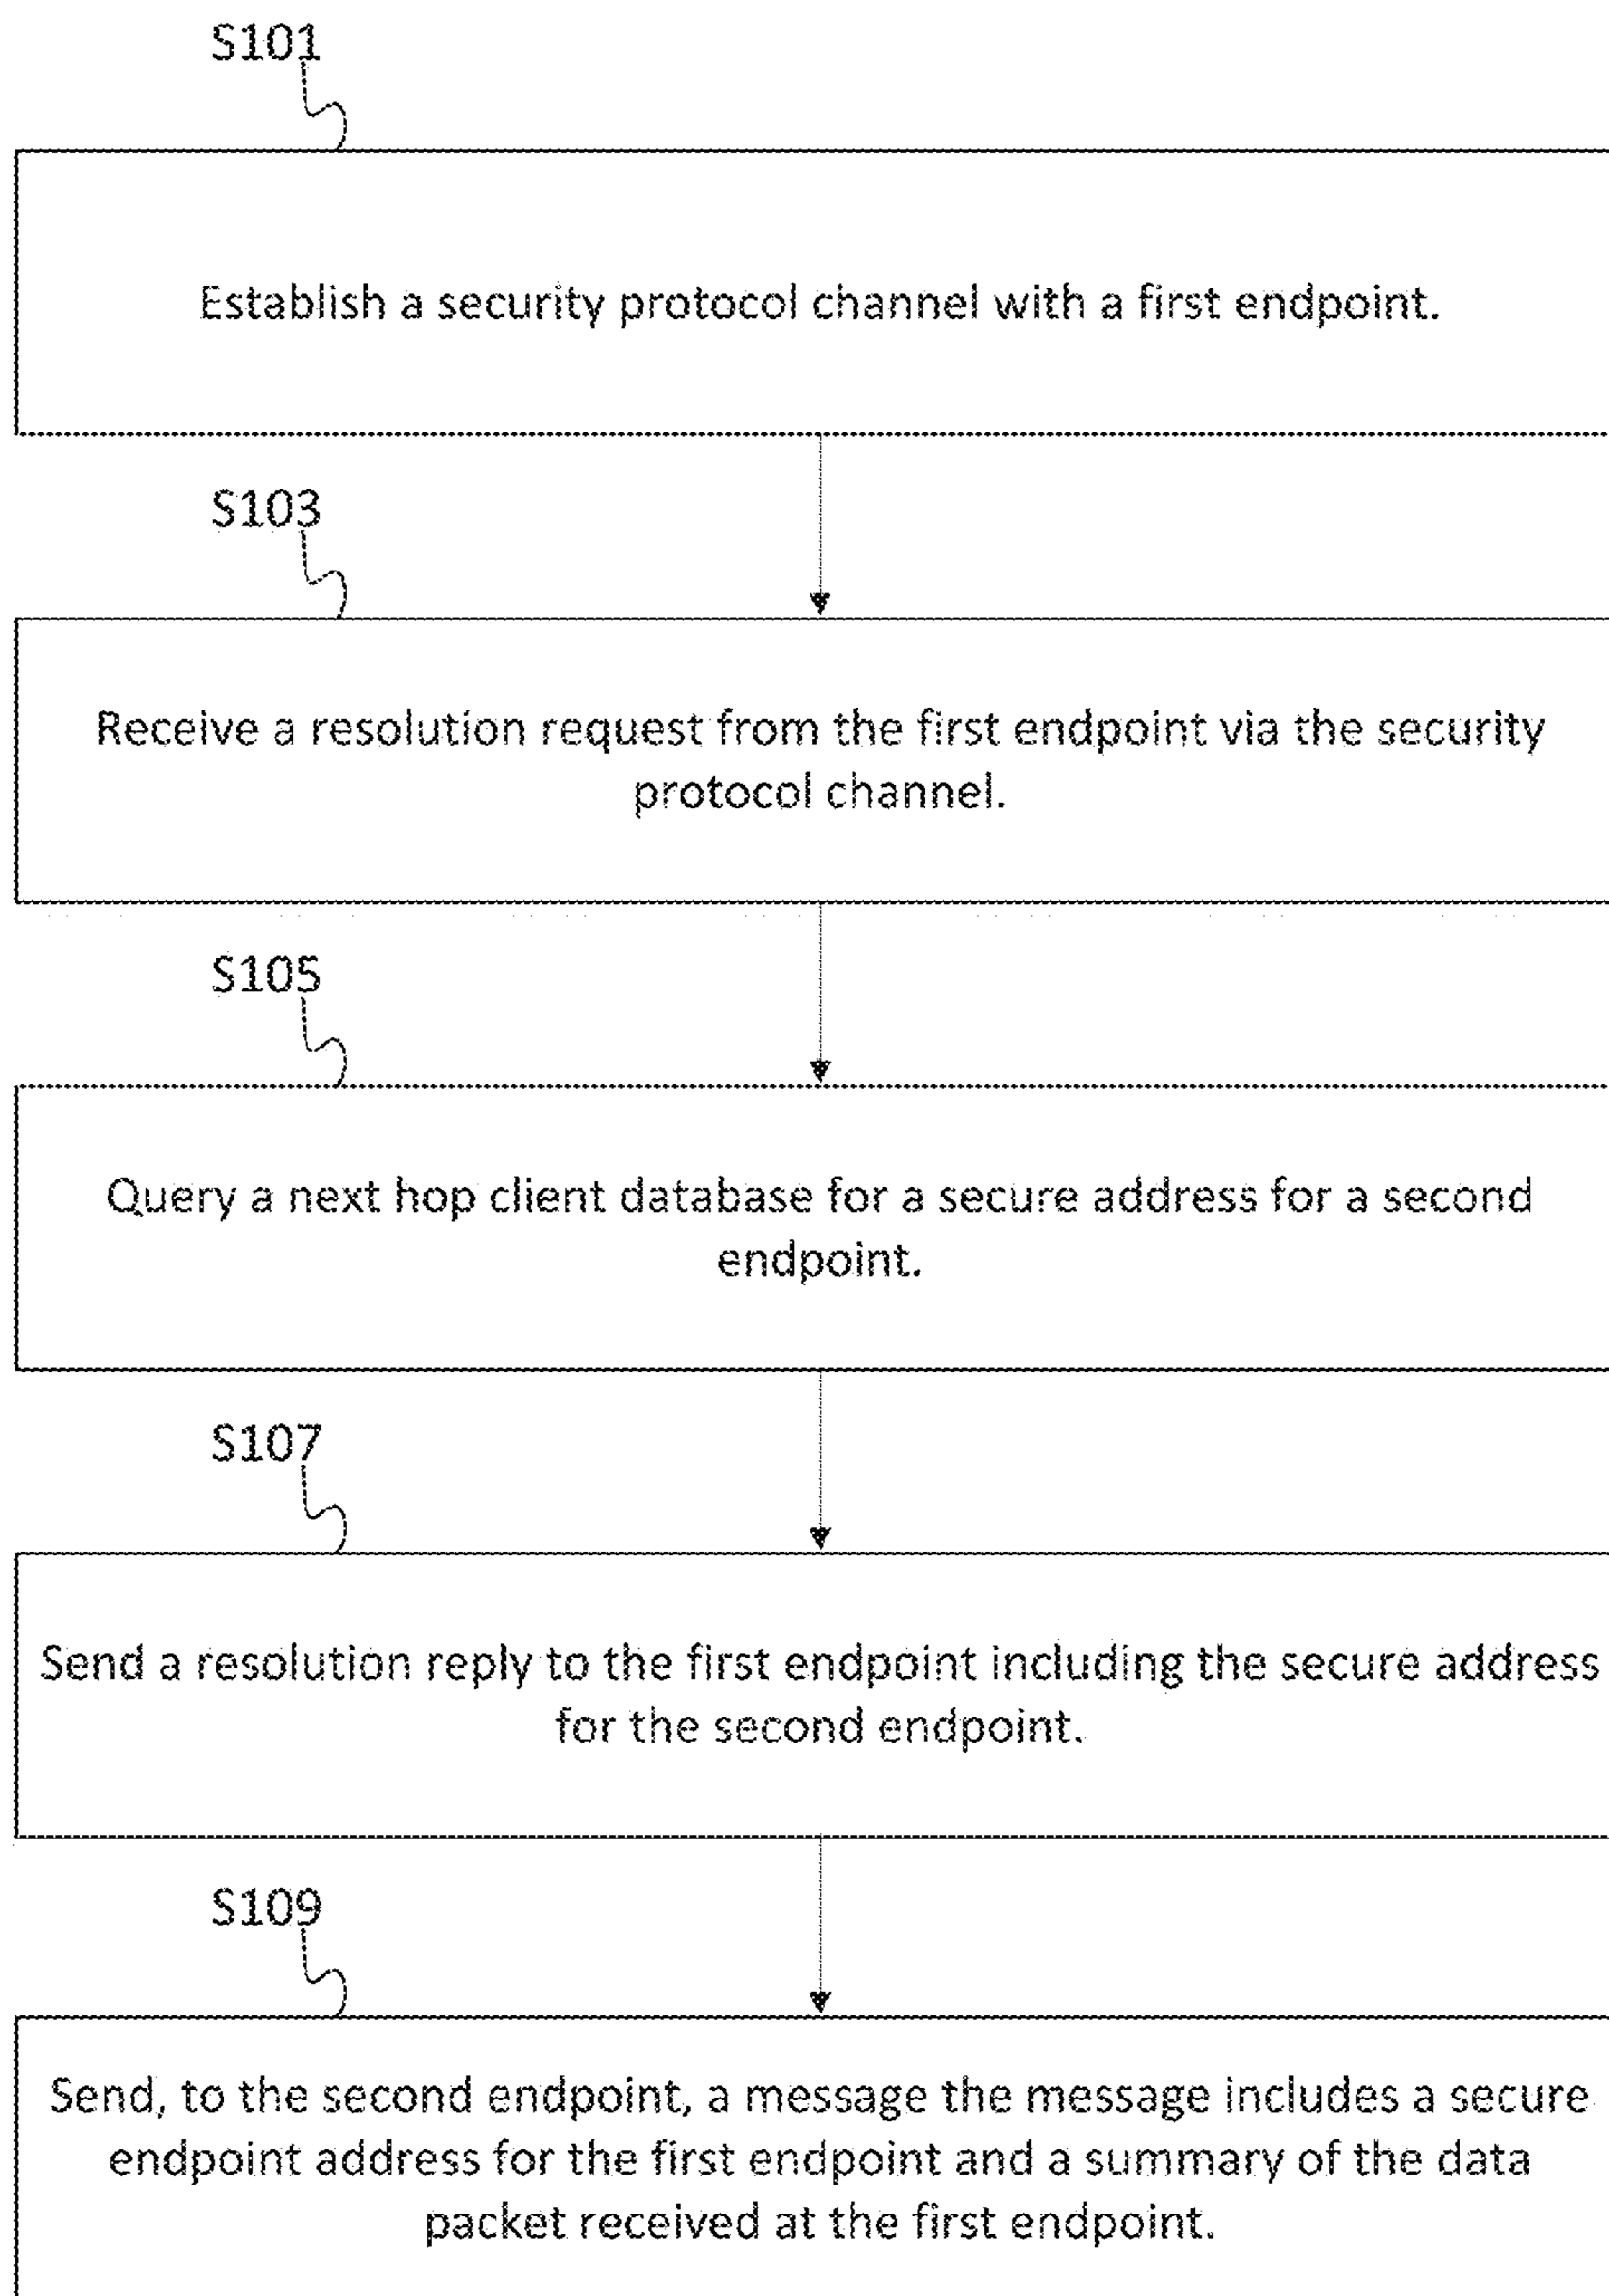 S101
Establish a security protocol channel with a first endpoint.
S103
Receive a resolution request from the first endpoint via the security
protocol channel.
S105
Query a next hop client database for a secure address for a second
endpoint.
S107
Send a resolution reply to the first endpoint including the secure address
for the second endpoint.
S109
Send, to the second endpoint, a message the message includes a secure
endpoint address for the first endpoint and a summary of the data
packet received at the first endpoint.